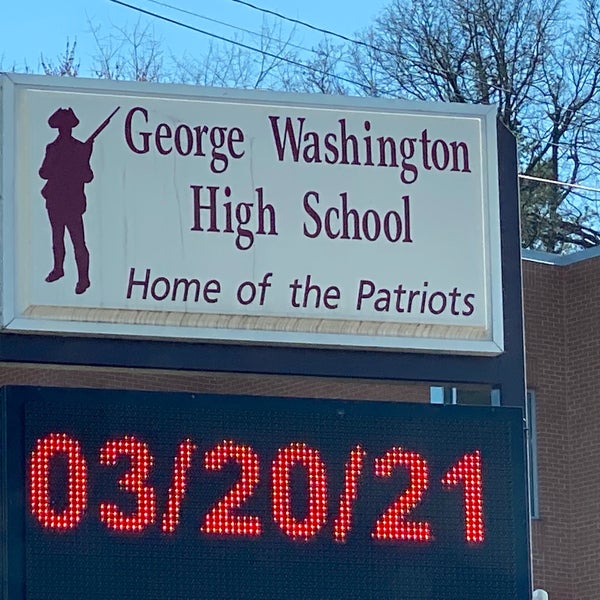 George Washington
High School
Home of the Patriots
03/20/21